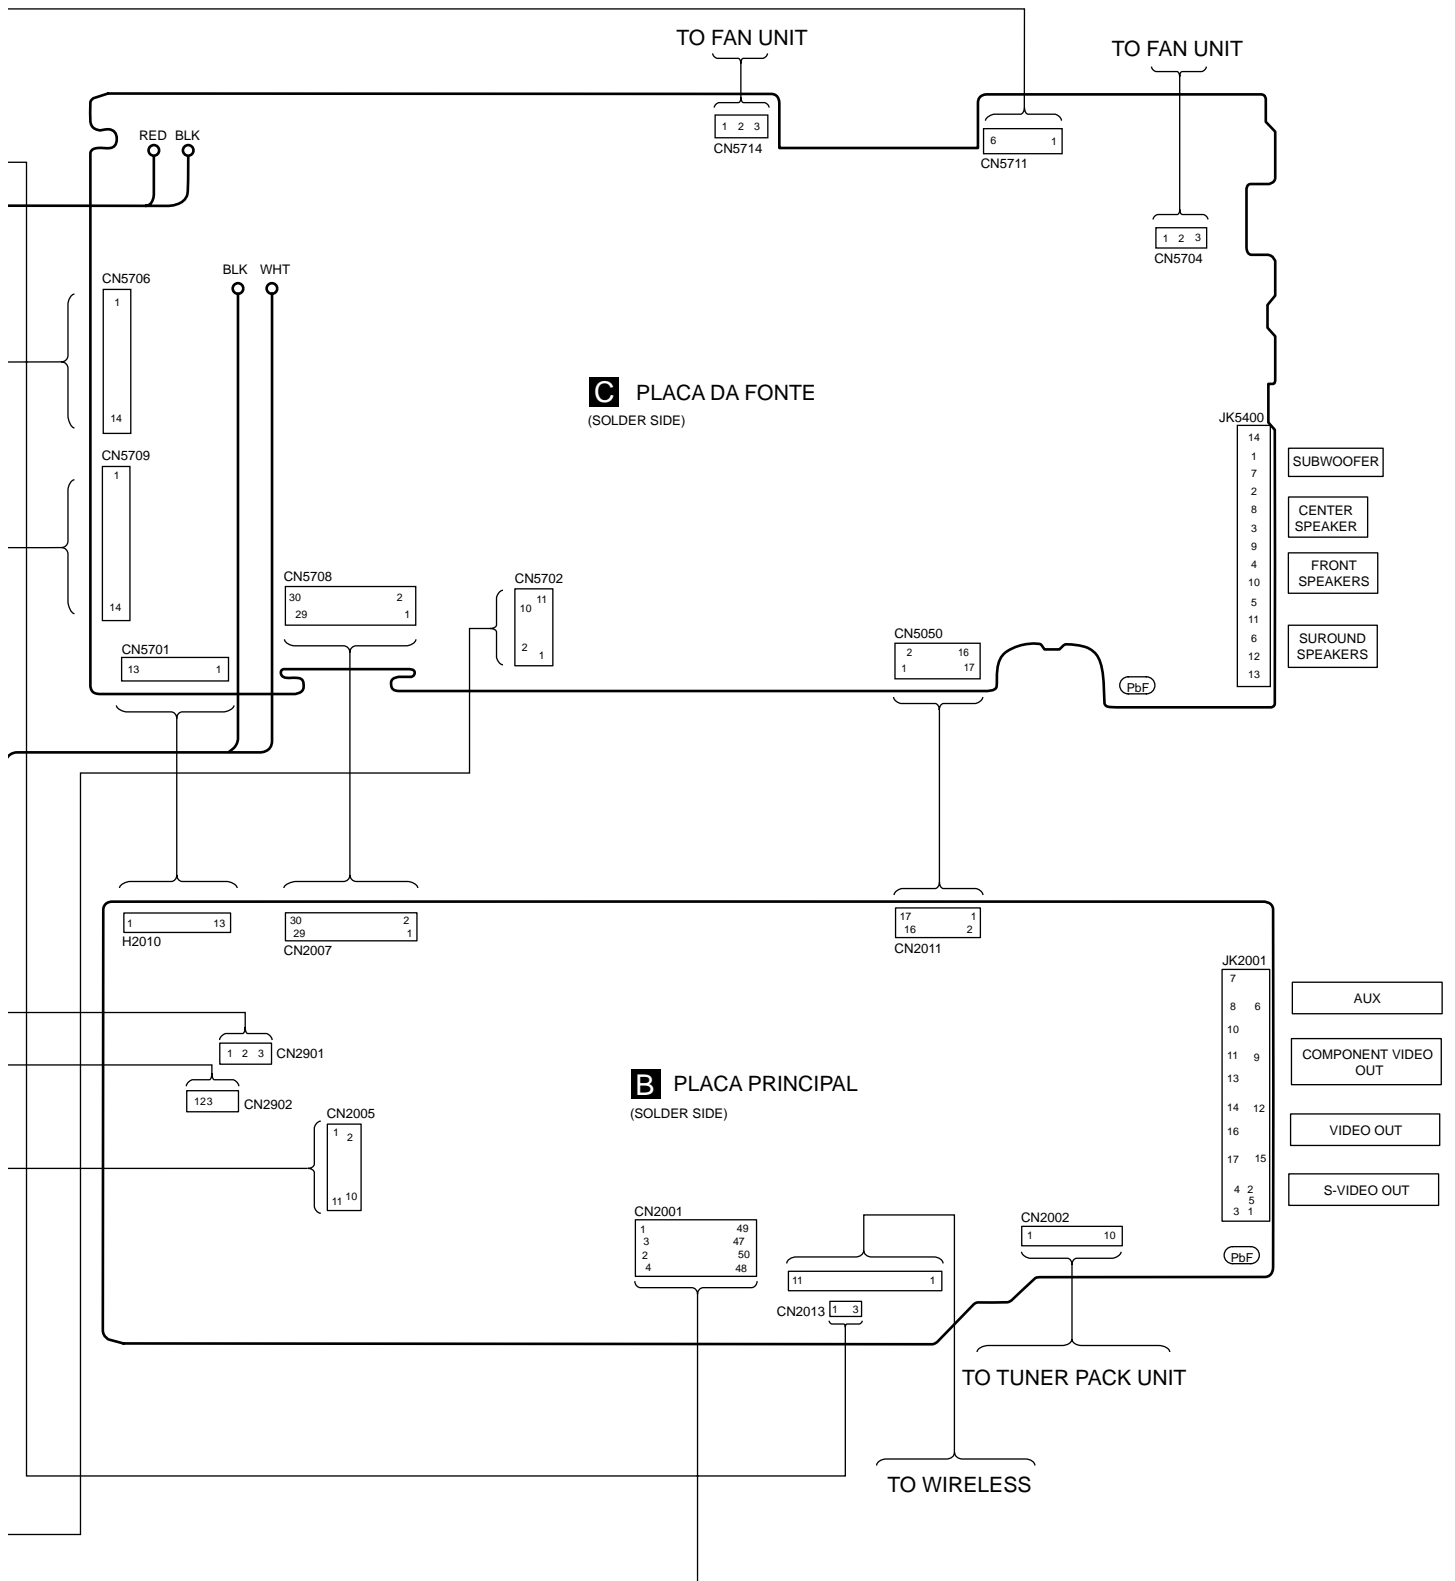 TO FAN UNIT
TO FAN UNIT
RED BLK
1 2 3
CN5714
6 1
CN5711
1 2 3
CN5704
CN5706
1
14
BLK WHT
C PLACA DA FONTE
(SOLDER SIDE)
CN5709
1
14
JK5400
14
1
7
2
8
3
9
4
10
5
11
6
12
13
SUBWOOFER
CENTER
SPEAKER
FRONT
SPEAKERS
SUROUND
SPEAKERS
CN5708
30 2
29 1
CN5702
11
10
2
1
CN5050
2 16
1 17
CN5701
13 1
PbF
1 13
H2010
30 2
29 1
CN2007
17 1
16 2
CN2011
JK2001
7
8 6
10
11 9
13
14 12
16
17 15
4 2
5
3 1
AUX
COMPONENT VIDEO
OUT
VIDEO OUT
S-VIDEO OUT
1 2 3 CN2901
123 CN2902
B PLACA PRINCIPAL
(SOLDER SIDE)
CN2005
1 2
11 10
CN2001
1 49
3 47
2 50
4 48
11 1
CN2013 1 3
CN2002
1 10
PbF
TO TUNER PACK UNIT
TO WIRELESS